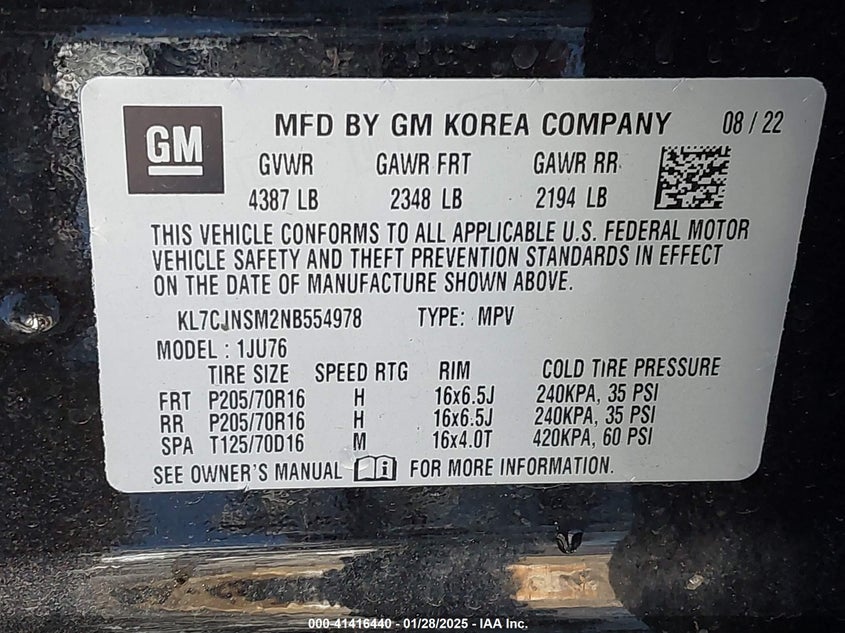 GM
MFD BY GM KOREA COMPANY 08 / 22
GVWR GAWR FRT GAWR RR
4387 LB 2348 LB 2194 LB
THIS VEHICLE CONFORMS TO ALL APPLICABLE U.S. FEDERAL MOTOR
VEHICLE SAFETY AND THEFT PREVENTION STANDARDS IN EFFECT
ON THE DATE OF MANUFACTURE SHOWN ABOVE.
KL7CJNSM2NB554978 TYPE: MPV
MODEL : 1JU76
TIRE SIZE SPEED RTG RIM COLD TIRE PRESSURE
FRT P205/70R16 H 16x6.5J 240KPA, 35 PSI
RR P205/70R16 H 16x6.5J 240KPA, 35 PSI
SPA T125/70D16 M 16x4.0T 420KPA, 60 PSI
SEE OWNER'S MANUAL i FOR MORE INFORMATION.
000-41416440 - 01/28/2025 - IAA Inc.